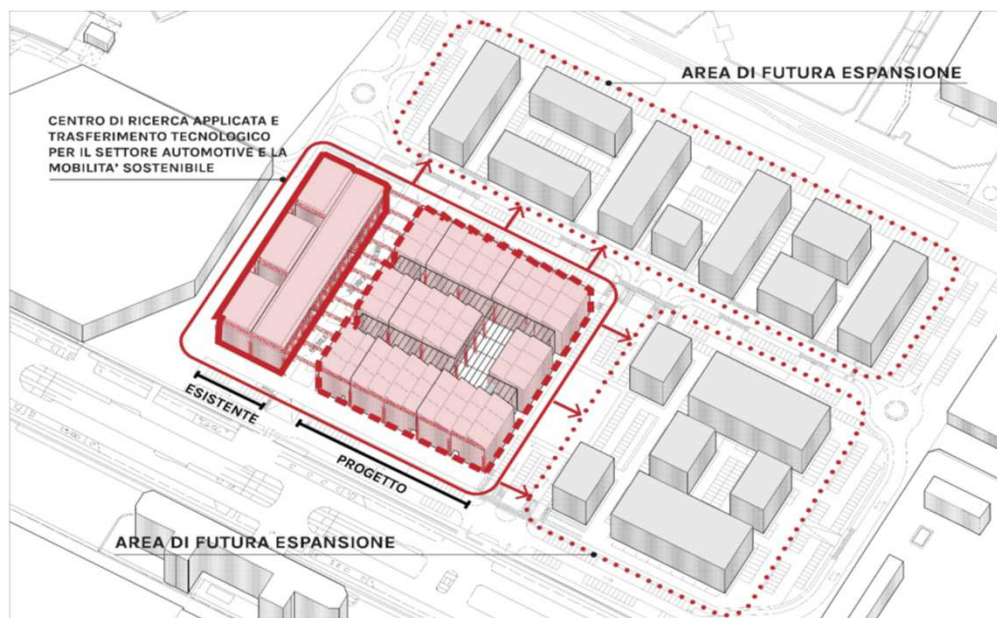 AREA DI FUTURA ESPANSIONE
CENTRO DI RICERCA APPLICATA E
TRASFERIMENTO TECNOLOGICO
PER IL SETTORE AUTOMOTIVE E LA
MOBILITA' SOSTENIBILE
ESISTENTE
PROGETTO
AREA DI FUTURA ESPANSIONE